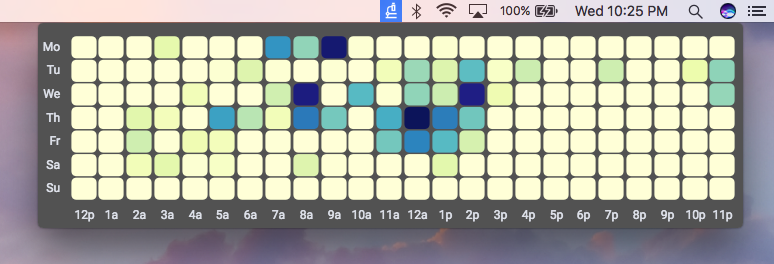 100% Wed 10:25 PM
Mo
Tu
We
Th
Fr
Sa
Su
12p 1a 2a 3a 4a 5a 6a 7a 8a 9a 10a 11a 12a 1p 2p 3p 4p 5p 6p 7p 8p 9p 10p 11p